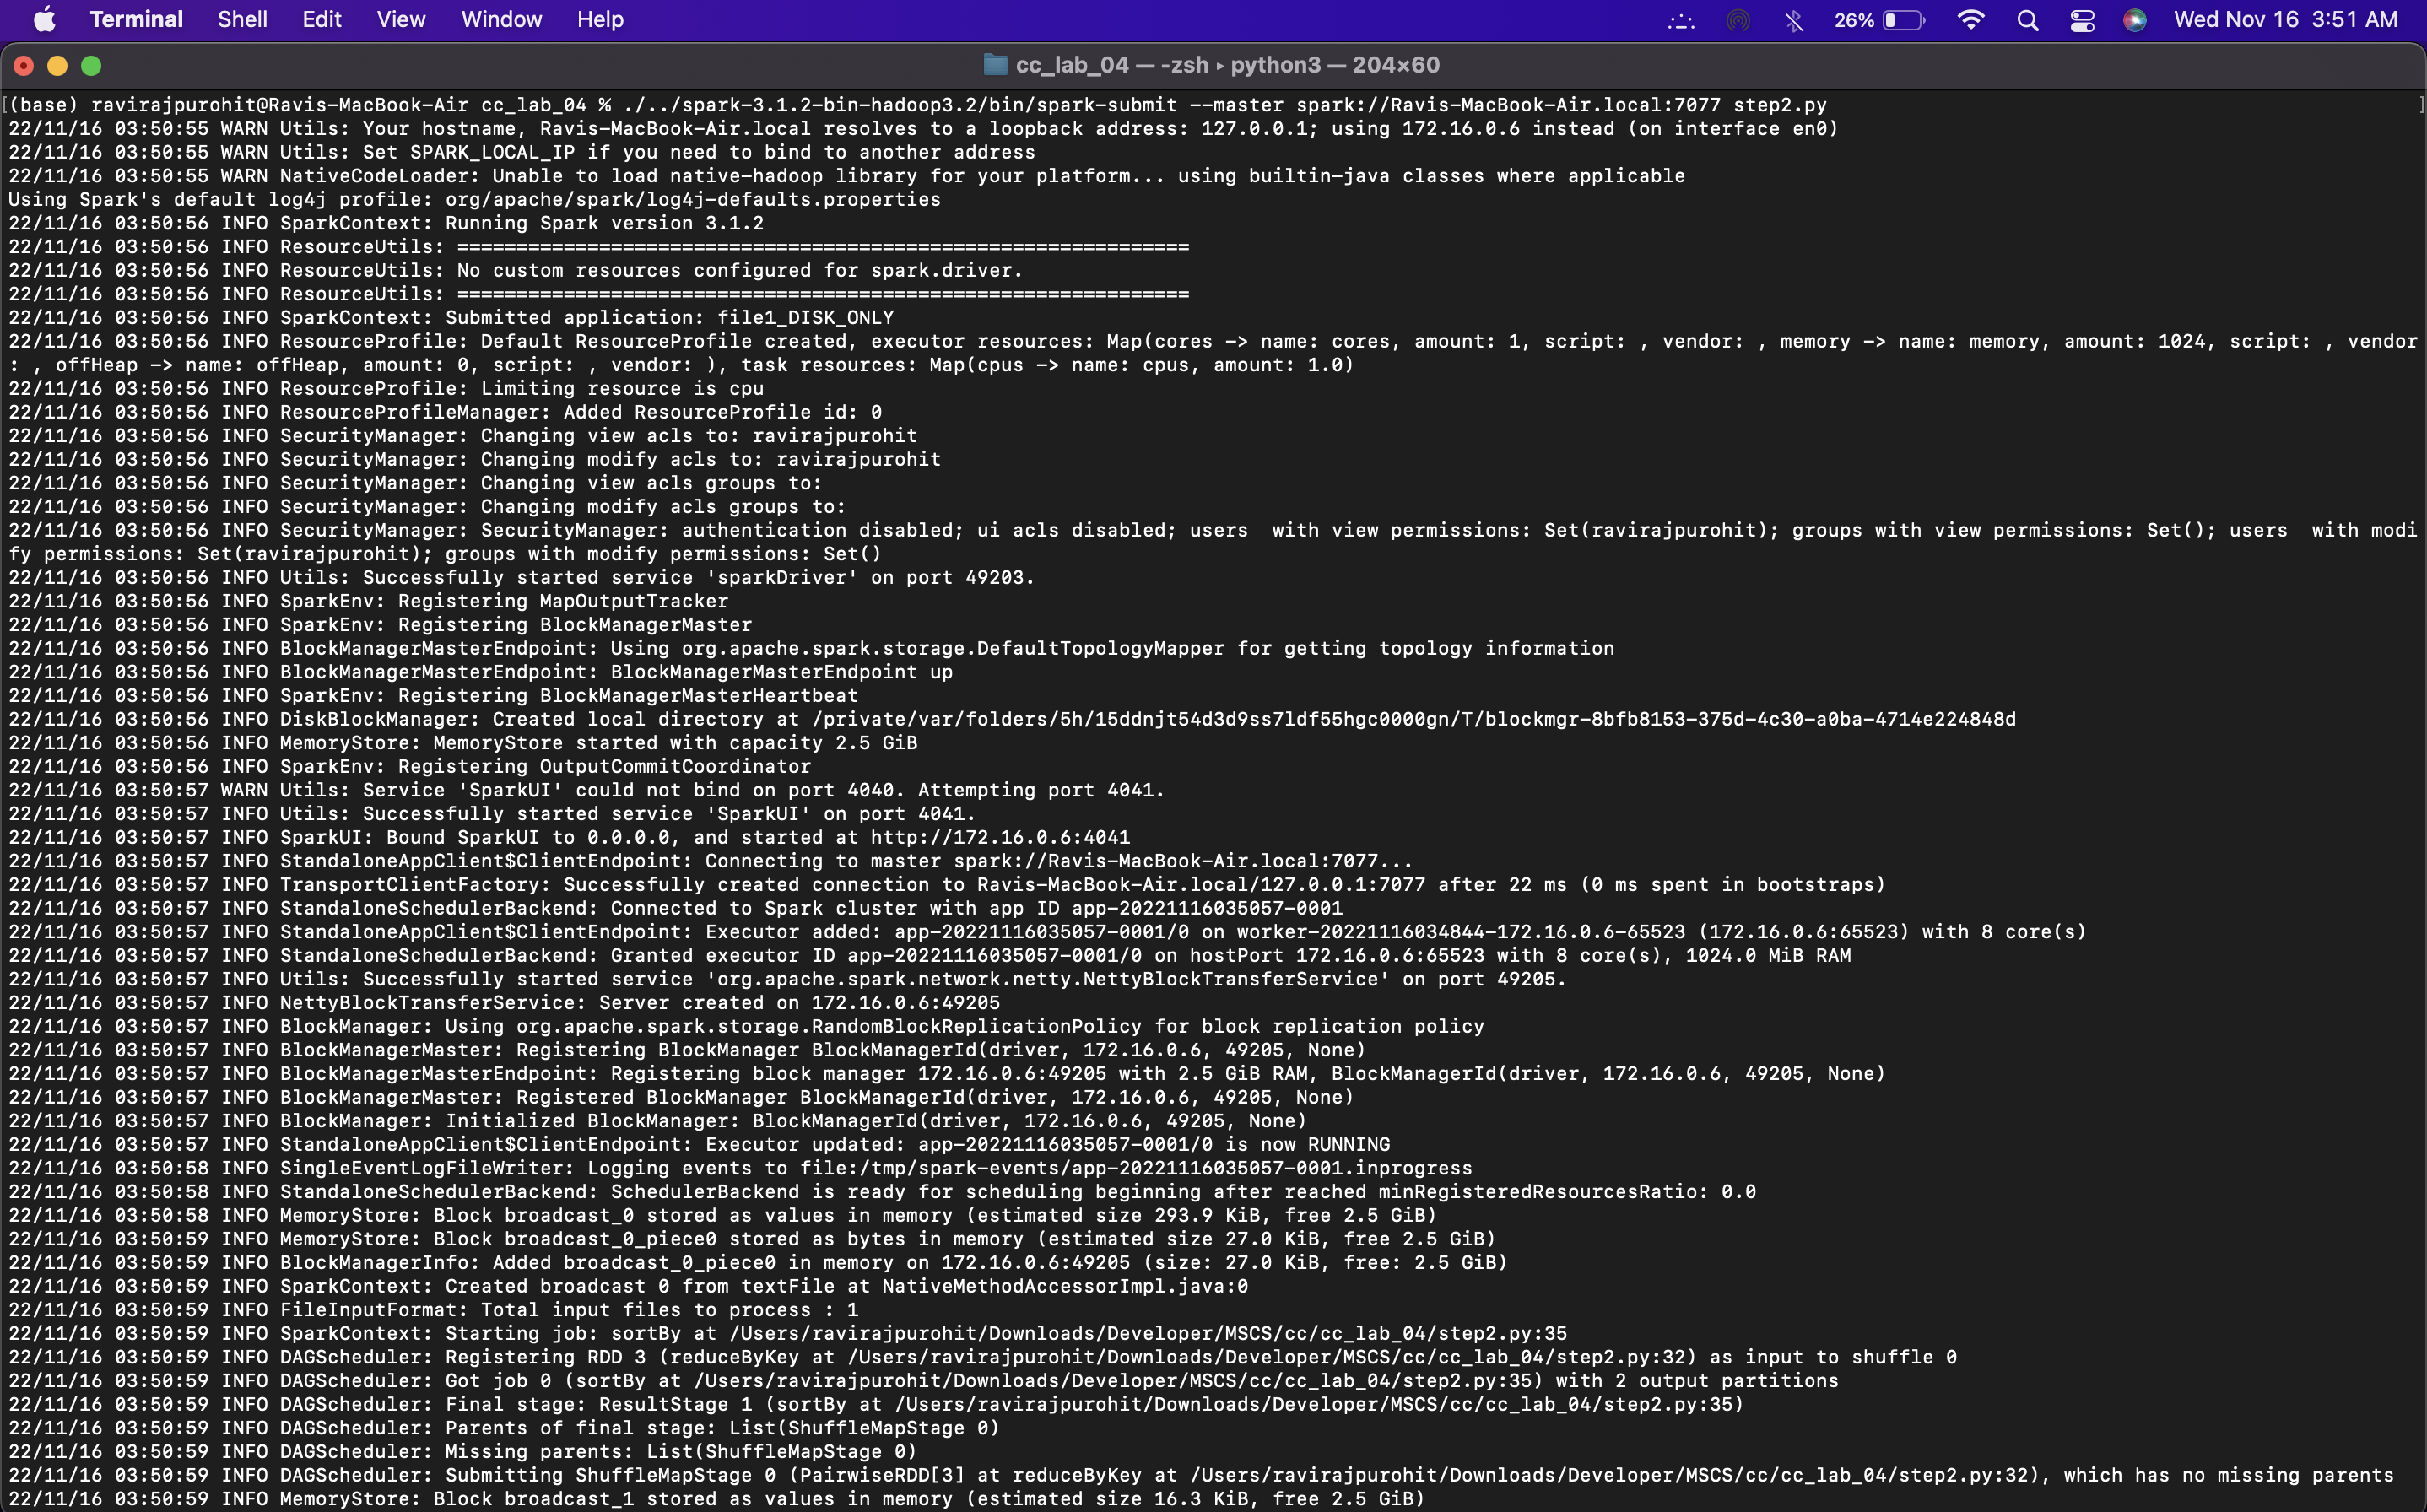 Terminal Shell Edit View Window Help 26% Wed Nov 16 3:51 AM
cc_lab_04 — -zsh ▸ python3 — 204×60
[(base) ravirajpurohit@Ravis-MacBook-Air cc_lab_04 % ./../spark-3.1.2-bin-hadoop3.2/bin/spark-submit --master spark://Ravis-MacBook-Air.local:7077 step2.py ]
22/11/16 03:50:55 WARN Utils: Your hostname, Ravis-MacBook-Air.local resolves to a loopback address: 127.0.0.1; using 172.16.0.6 instead (on interface en0)
22/11/16 03:50:55 WARN Utils: Set SPARK_LOCAL_IP if you need to bind to another address
22/11/16 03:50:55 WARN NativeCodeLoader: Unable to load native-hadoop library for your platform... using builtin-java classes where applicable
Using Spark's default log4j profile: org/apache/spark/log4j-defaults.properties
22/11/16 03:50:56 INFO SparkContext: Running Spark version 3.1.2
22/11/16 03:50:56 INFO ResourceUtils: ==============================================================
22/11/16 03:50:56 INFO ResourceUtils: No custom resources configured for spark.driver.
22/11/16 03:50:56 INFO ResourceUtils: ==============================================================
22/11/16 03:50:56 INFO SparkContext: Submitted application: file1_DISK_ONLY
22/11/16 03:50:56 INFO ResourceProfile: Default ResourceProfile created, executor resources: Map(cores -> name: cores, amount: 1, script: , vendor: , memory -> name: memory, amount: 1024, script: , vendor
: , offHeap -> name: offHeap, amount: 0, script: , vendor: ), task resources: Map(cpus -> name: cpus, amount: 1.0)
22/11/16 03:50:56 INFO ResourceProfile: Limiting resource is cpu
22/11/16 03:50:56 INFO ResourceProfileManager: Added ResourceProfile id: 0
22/11/16 03:50:56 INFO SecurityManager: Changing view acls to: ravirajpurohit
22/11/16 03:50:56 INFO SecurityManager: Changing modify acls to: ravirajpurohit
22/11/16 03:50:56 INFO SecurityManager: Changing view acls groups to:
22/11/16 03:50:56 INFO SecurityManager: Changing modify acls groups to:
22/11/16 03:50:56 INFO SecurityManager: SecurityManager: authentication disabled; ui acls disabled; users  with view permissions: Set(ravirajpurohit); groups with view permissions: Set(); users  with modi
fy permissions: Set(ravirajpurohit); groups with modify permissions: Set()
22/11/16 03:50:56 INFO Utils: Successfully started service 'sparkDriver' on port 49203.
22/11/16 03:50:56 INFO SparkEnv: Registering MapOutputTracker
22/11/16 03:50:56 INFO SparkEnv: Registering BlockManagerMaster
22/11/16 03:50:56 INFO BlockManagerMasterEndpoint: Using org.apache.spark.storage.DefaultTopologyMapper for getting topology information
22/11/16 03:50:56 INFO BlockManagerMasterEndpoint: BlockManagerMasterEndpoint up
22/11/16 03:50:56 INFO SparkEnv: Registering BlockManagerMasterHeartbeat
22/11/16 03:50:56 INFO DiskBlockManager: Created local directory at /private/var/folders/5h/15ddnjt54d3d9ss7ldf55hgc0000gn/T/blockmgr-8bfb8153-375d-4c30-a0ba-4714e224848d
22/11/16 03:50:56 INFO MemoryStore: MemoryStore started with capacity 2.5 GiB
22/11/16 03:50:56 INFO SparkEnv: Registering OutputCommitCoordinator
22/11/16 03:50:57 WARN Utils: Service 'SparkUI' could not bind on port 4040. Attempting port 4041.
22/11/16 03:50:57 INFO Utils: Successfully started service 'SparkUI' on port 4041.
22/11/16 03:50:57 INFO SparkUI: Bound SparkUI to 0.0.0.0, and started at http://172.16.0.6:4041
22/11/16 03:50:57 INFO StandaloneAppClient$ClientEndpoint: Connecting to master spark://Ravis-MacBook-Air.local:7077...
22/11/16 03:50:57 INFO TransportClientFactory: Successfully created connection to Ravis-MacBook-Air.local/127.0.0.1:7077 after 22 ms (0 ms spent in bootstraps)
22/11/16 03:50:57 INFO StandaloneSchedulerBackend: Connected to Spark cluster with app ID app-20221116035057-0001
22/11/16 03:50:57 INFO StandaloneAppClient$ClientEndpoint: Executor added: app-20221116035057-0001/0 on worker-20221116034844-172.16.0.6-65523 (172.16.0.6:65523) with 8 core(s)
22/11/16 03:50:57 INFO StandaloneSchedulerBackend: Granted executor ID app-20221116035057-0001/0 on hostPort 172.16.0.6:65523 with 8 core(s), 1024.0 MiB RAM
22/11/16 03:50:57 INFO Utils: Successfully started service 'org.apache.spark.network.netty.NettyBlockTransferService' on port 49205.
22/11/16 03:50:57 INFO NettyBlockTransferService: Server created on 172.16.0.6:49205
22/11/16 03:50:57 INFO BlockManager: Using org.apache.spark.storage.RandomBlockReplicationPolicy for block replication policy
22/11/16 03:50:57 INFO BlockManagerMaster: Registering BlockManager BlockManagerId(driver, 172.16.0.6, 49205, None)
22/11/16 03:50:57 INFO BlockManagerMasterEndpoint: Registering block manager 172.16.0.6:49205 with 2.5 GiB RAM, BlockManagerId(driver, 172.16.0.6, 49205, None)
22/11/16 03:50:57 INFO BlockManagerMaster: Registered BlockManager BlockManagerId(driver, 172.16.0.6, 49205, None)
22/11/16 03:50:57 INFO BlockManager: Initialized BlockManager: BlockManagerId(driver, 172.16.0.6, 49205, None)
22/11/16 03:50:57 INFO StandaloneAppClient$ClientEndpoint: Executor updated: app-20221116035057-0001/0 is now RUNNING
22/11/16 03:50:58 INFO SingleEventLogFileWriter: Logging events to file:/tmp/spark-events/app-20221116035057-0001.inprogress
22/11/16 03:50:58 INFO StandaloneSchedulerBackend: SchedulerBackend is ready for scheduling beginning after reached minRegisteredResourcesRatio: 0.0
22/11/16 03:50:58 INFO MemoryStore: Block broadcast_0 stored as values in memory (estimated size 293.9 KiB, free 2.5 GiB)
22/11/16 03:50:59 INFO MemoryStore: Block broadcast_0_piece0 stored as bytes in memory (estimated size 27.0 KiB, free 2.5 GiB)
22/11/16 03:50:59 INFO BlockManagerInfo: Added broadcast_0_piece0 in memory on 172.16.0.6:49205 (size: 27.0 KiB, free: 2.5 GiB)
22/11/16 03:50:59 INFO SparkContext: Created broadcast 0 from textFile at NativeMethodAccessorImpl.java:0
22/11/16 03:50:59 INFO FileInputFormat: Total input files to process : 1
22/11/16 03:50:59 INFO SparkContext: Starting job: sortBy at /Users/ravirajpurohit/Downloads/Developer/MSCS/cc/cc_lab_04/step2.py:35
22/11/16 03:50:59 INFO DAGScheduler: Registering RDD 3 (reduceByKey at /Users/ravirajpurohit/Downloads/Developer/MSCS/cc/cc_lab_04/step2.py:32) as input to shuffle 0
22/11/16 03:50:59 INFO DAGScheduler: Got job 0 (sortBy at /Users/ravirajpurohit/Downloads/Developer/MSCS/cc/cc_lab_04/step2.py:35) with 2 output partitions
22/11/16 03:50:59 INFO DAGScheduler: Final stage: ResultStage 1 (sortBy at /Users/ravirajpurohit/Downloads/Developer/MSCS/cc/cc_lab_04/step2.py:35)
22/11/16 03:50:59 INFO DAGScheduler: Parents of final stage: List(ShuffleMapStage 0)
22/11/16 03:50:59 INFO DAGScheduler: Missing parents: List(ShuffleMapStage 0)
22/11/16 03:50:59 INFO DAGScheduler: Submitting ShuffleMapStage 0 (PairwiseRDD[3] at reduceByKey at /Users/ravirajpurohit/Downloads/Developer/MSCS/cc/cc_lab_04/step2.py:32), which has no missing parents
22/11/16 03:50:59 INFO MemoryStore: Block broadcast_1 stored as values in memory (estimated size 16.3 KiB, free 2.5 GiB)